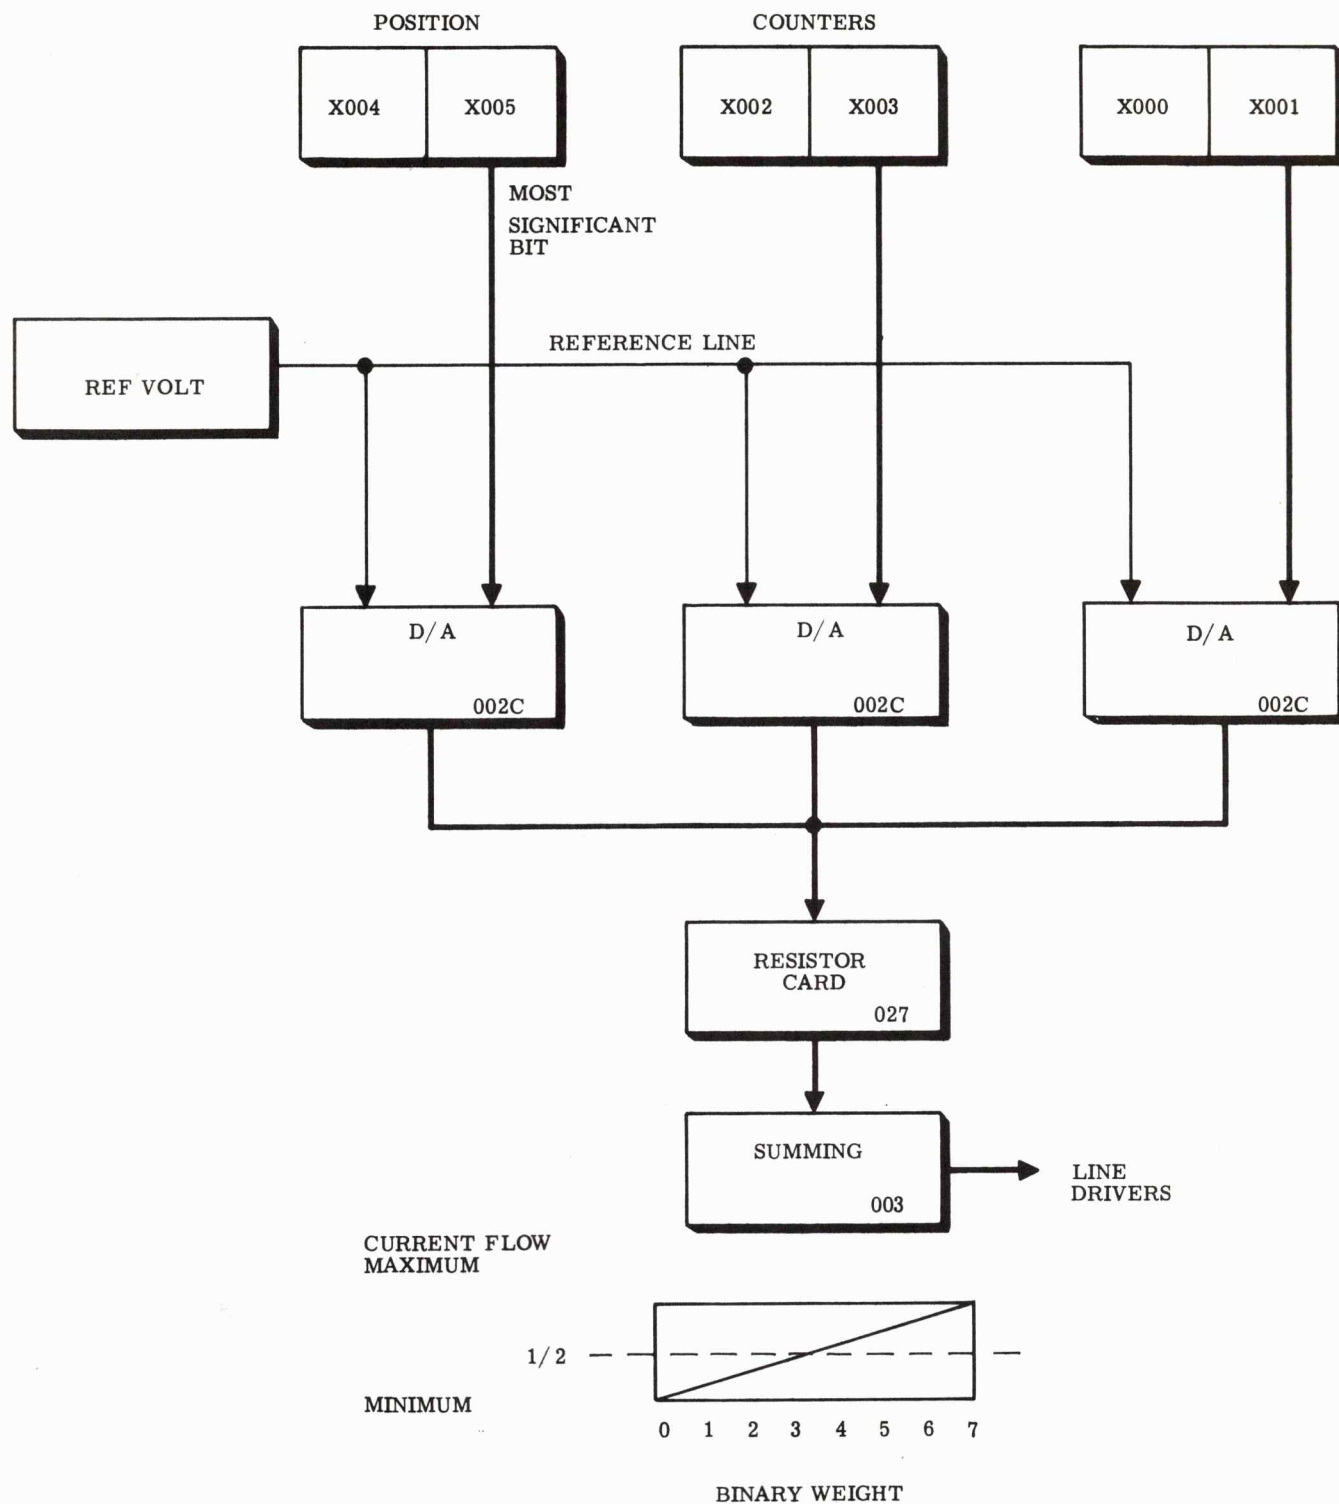 POSITION
COUNTERS
X004
X005
X002
X003
X000
X001
MOST
SIGNIFICANT
BIT
REFERENCE LINE
REF VOLT
D/A
002C
D/A
002C
D/A
002C
RESISTOR
CARD
027
SUMMING
003
LINE
DRIVERS
CURRENT FLOW
MAXIMUM
1/2
MINIMUM
0 1 2 3 4 5 6 7
BINARY WEIGHT